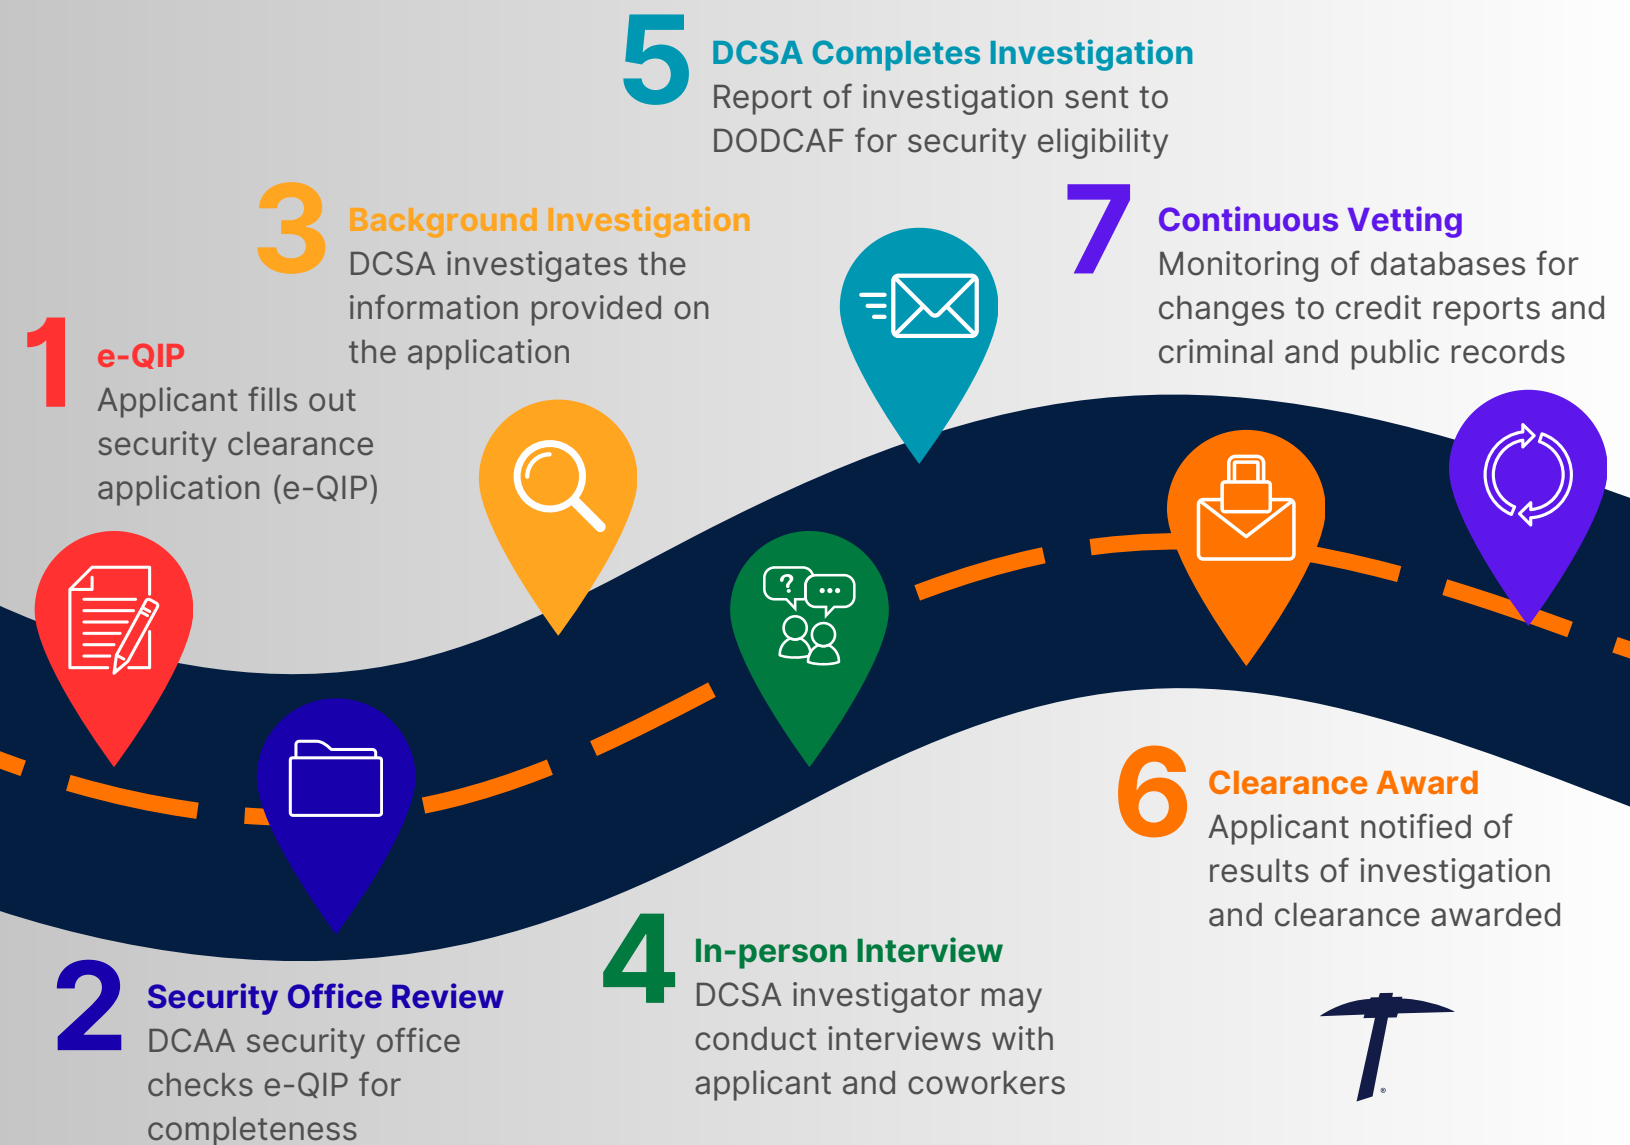 1
e-QIP
Applicant fills out
security clearance
application (e-QIP)
2
Security Office Review
DCAA security office
checks e-QIP for
completeness
3
Background Investigation
DCSA investigates the
information provided on
the application
4
In-person Interview
DCSA investigator may
conduct interviews with
applicant and coworkers
5
DCSA Completes Investigation
Report of investigation sent to
DODCAF for security eligibility
6
Clearance Award
Applicant notified of
results of investigation
and clearance awarded
7
Continuous Vetting
Monitoring of databases for
changes to credit reports and
criminal and public records
?
®